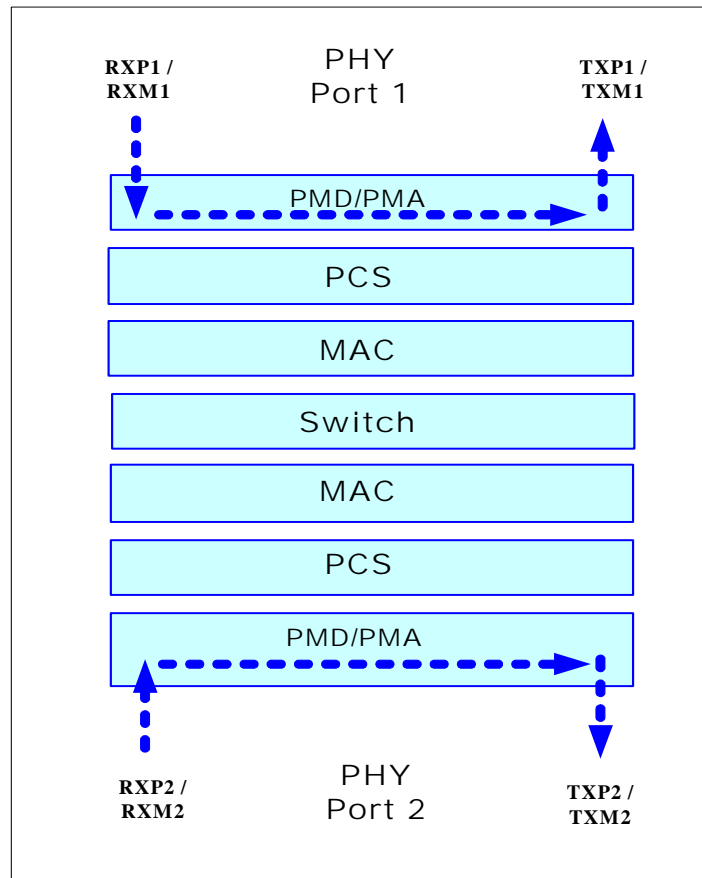 PHY
Port 1
RXP1 /
RXM1
TXP1 /
TXM1
PMD/PMA
PCS
MAC
Switch
MAC
PCS
PMD/PMA
RXP2 /
RXM2
PHY
Port 2
TXP2 /
TXM2